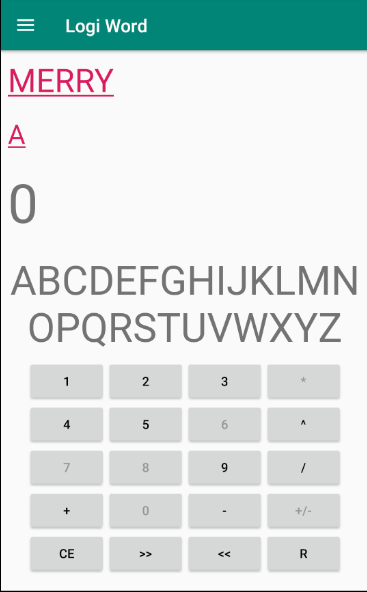 Logi Word
MERRY
A
0
ABCDEFGHIJKLMN
OPQRSTUVWXYZ
1 2 3 *
4 5 6 ^
7 8 9 /
+ 0 - +/-
CE >> << R